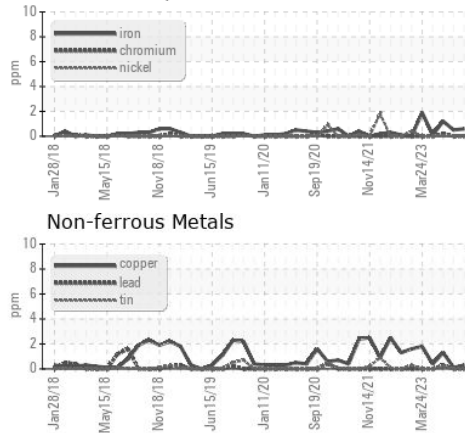 10
8
6
4
2
0
ppm
iron
chromium
nickel
Jan28/18
May15/18
Nov18/18
Jun15/19
Jan11/20
Sep19/20
Nov14/21
Mar24/23
Non-ferrous Metals
10
8
6
4
2
0
ppm
copper
lead
tin
Jan28/18
May15/18
Nov18/18
Jun15/19
Jan11/20
Sep19/20
Nov14/21
Mar24/23